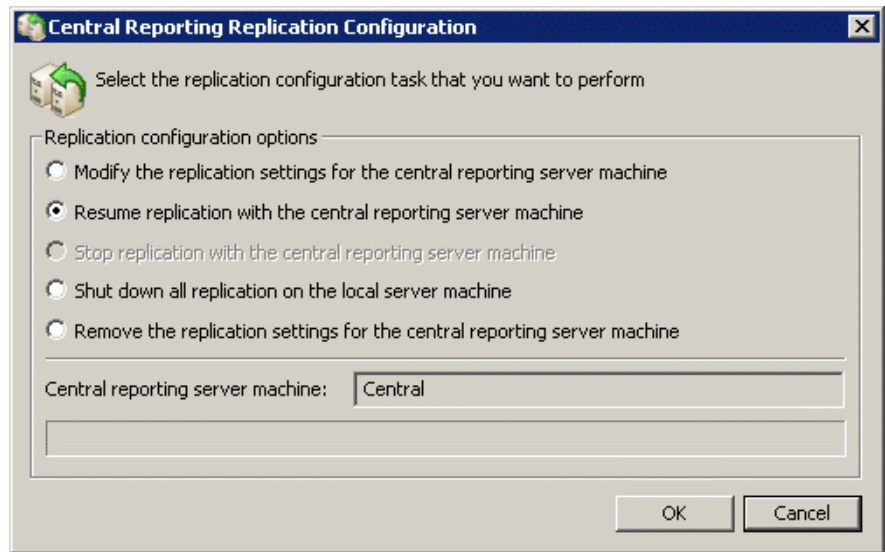 Central Reporting Replication Configuration
Select the replication configuration task that you want to perform
Replication configuration options
Modify the replication settings for the central reporting server machine
Resume replication with the central reporting server machine
Stop replication with the central reporting server machine
Shut down all replication on the local server machine
Remove the replication settings for the central reporting server machine
Central reporting server machine: Central
OK Cancel